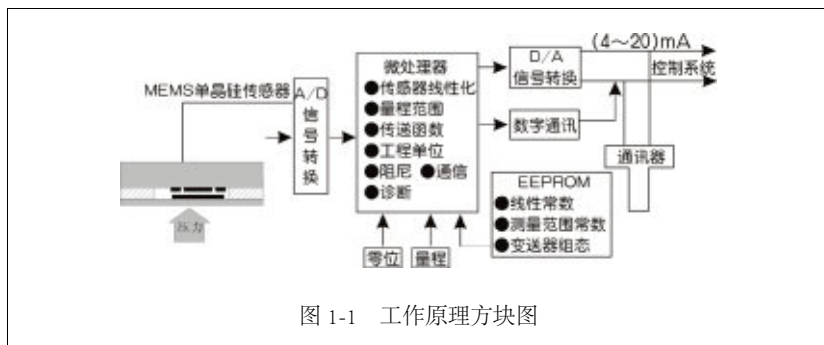 MEMS单晶硅传感器
压力
A/D
信
号
转
换
微处理器
●传感器线性化
●量程范围
●传递函数
●工程单位
●阻尼 ●通信
●诊断
零位
量程
D/A
信号转换
数字通讯
EEPROM
●线性常数
●测量范围常数
●变送器组态
(4～20)mA
控制系统
通讯器
图 1-1 工作原理方块图